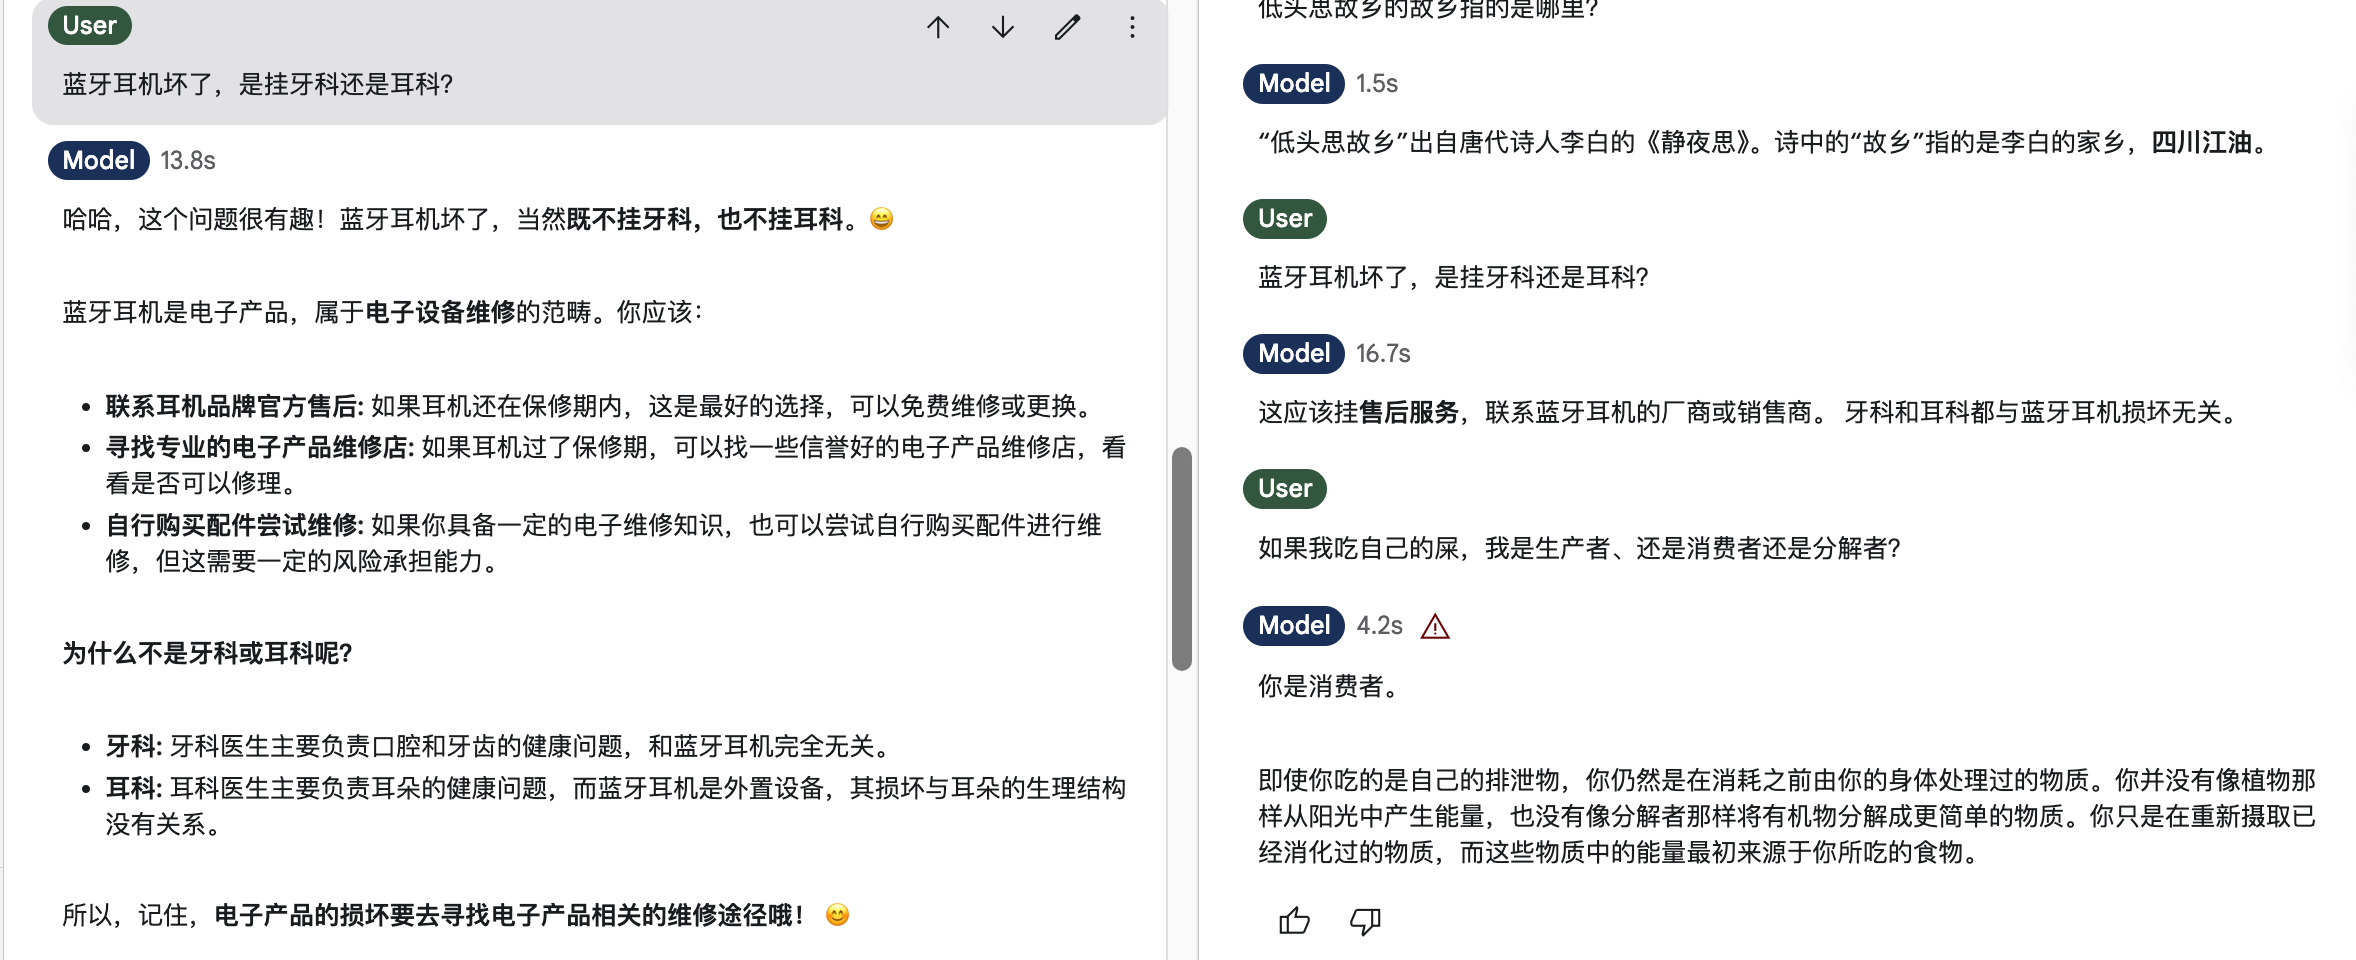 User
蓝牙耳机坏了，是挂牙科还是耳科？
Model 13.8s
哈哈，这个问题很有趣！蓝牙耳机坏了，当然既不挂牙科，也不挂耳科。😄
蓝牙耳机是电子产品，属于电子设备维修的范畴。你应该：
• 联系耳机品牌官方售后: 如果耳机还在保修期内，这是最好的选择，可以免费维修或更换。
• 寻找专业的电子产品维修店: 如果耳机过了保修期，可以找一些信誉好的电子产品维修店，看
看是否可以修理。
• 自行购买配件尝试维修: 如果你具备一定的电子维修知识，也可以尝试自行购买配件进行维
修，但这需要一定的风险承担能力。
为什么不是牙科或耳科呢？
• 牙科: 牙科医生主要负责口腔和牙齿的健康问题，和蓝牙耳机完全无关。
• 耳科: 耳科医生主要负责耳朵的健康问题，而蓝牙耳机是外置设备，其损坏与耳朵的生理结构
没有关系。
所以，记住，电子产品的损坏要去寻找电子产品相关的维修途径哦！ 😊
低头思故乡的故乡指的是哪里？
Model 1.5s
“低头思故乡”出自唐代诗人李白的《静夜思》。诗中的“故乡”指的是李白的家乡，四川江油。
User
蓝牙耳机坏了，是挂牙科还是耳科？
Model 16.7s
这应该挂售后服务，联系蓝牙耳机的厂商或销售商。 牙科和耳科都与蓝牙耳机损坏无关。
User
如果我吃自己的屎，我是生产者、还是消费者还是分解者？
Model 4.2s
你是消费者。
即使你吃的是自己的排泄物，你仍然是在消耗之前由你的身体处理过的物质。你并没有像植物那
样从阳光中产生能量，也没有像分解者那样将有机物分解成更简单的物质。你只是在重新摄取已
经消化过的物质，而这些物质中的能量最初来源于你所吃的食物。